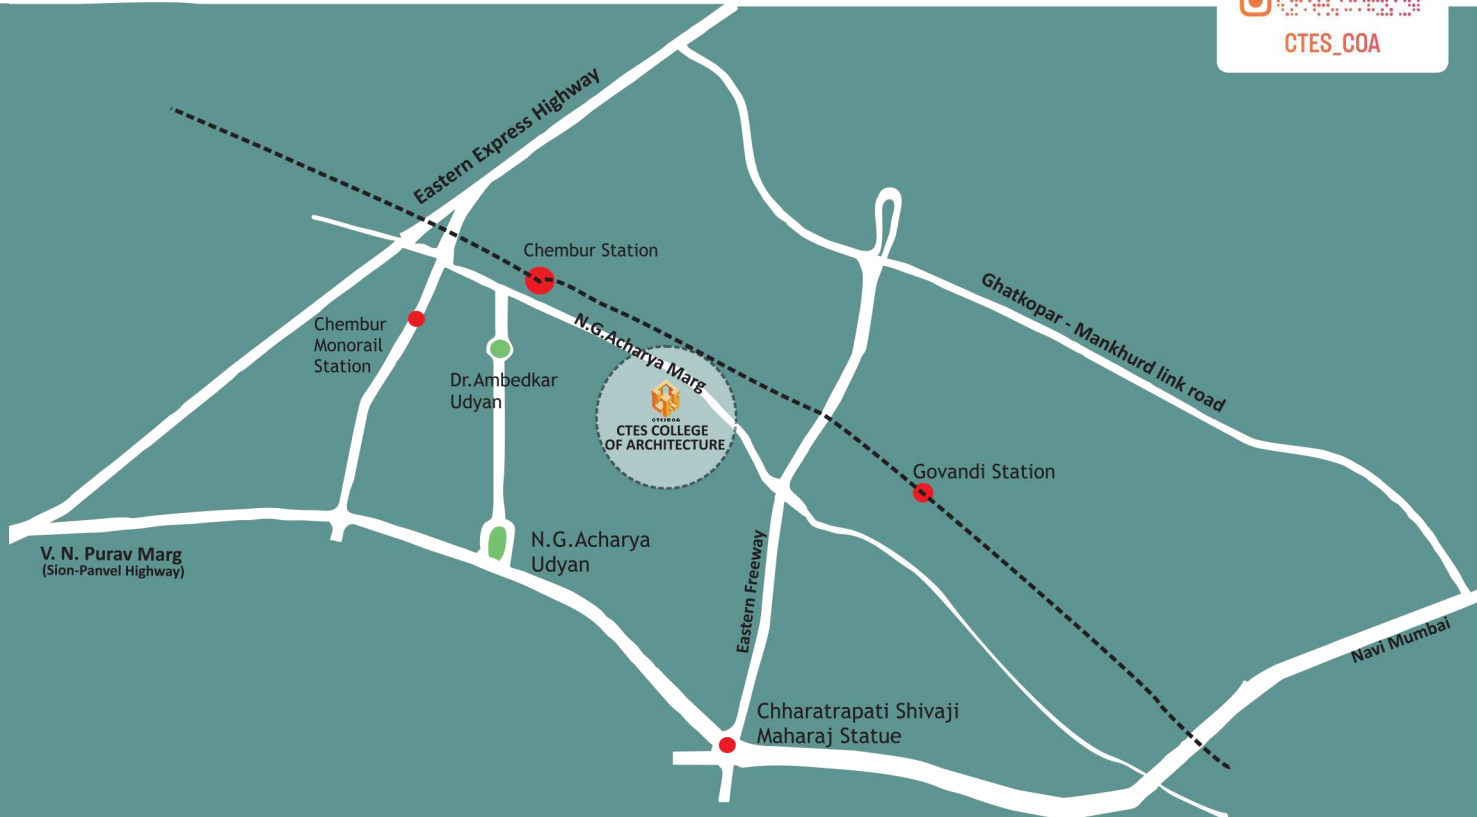 CTES_COA
Eastern Express Highway
Chembur Station
Ghatkopar - Mankhurd link road
Chembur
Monorail
Station
N.G.Acharya Marg
Dr.Ambedkar
Udyan
CTES COLLEGE
OF ARCHITECTURE
Govandi Station
V. N. Purav Marg
(Sion-Panvel Highway)
N.G.Acharya
Udyan
Eastern Freeway
Navi Mumbai
Chharatrapati Shivaji
Maharaj Statue